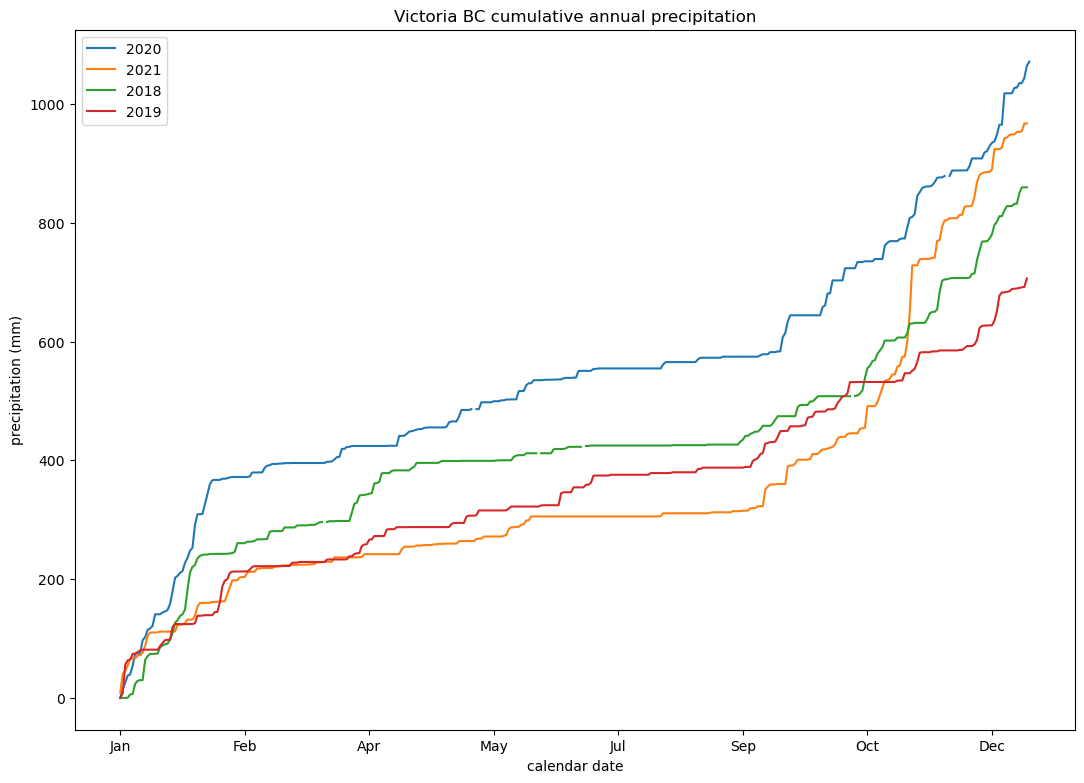 Victoria BC cumulative annual precipitation
2020
2021
2018
2019
1000
800
600
400
200
0
precipitation (mm)
Jan Feb Apr May Jul Sep Oct Dec
calendar date